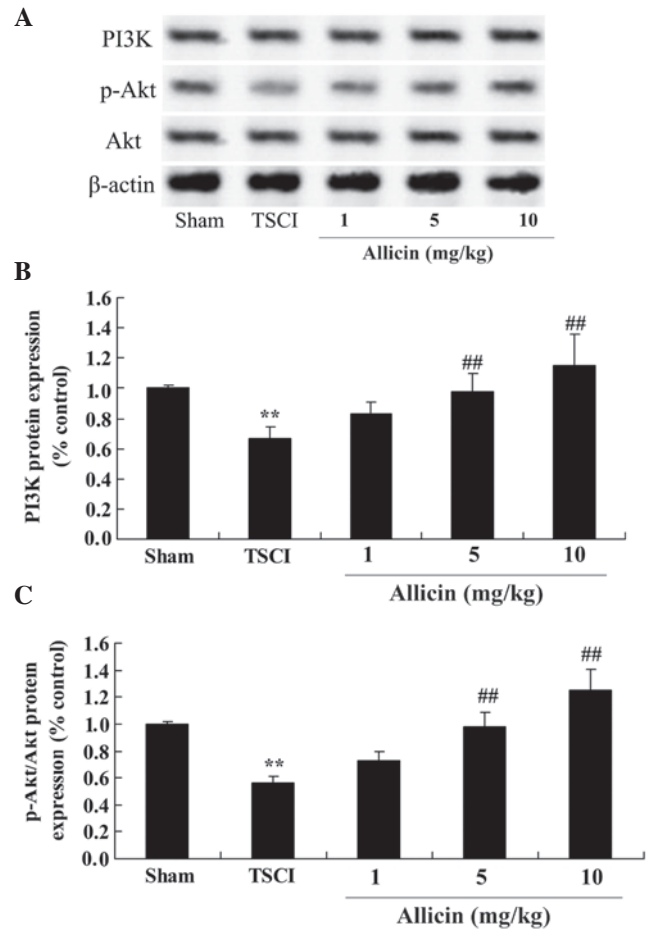 A
PI3K
p-Akt
Akt
β-actin
Sham TSCI 1 5 10
Allicin (mg/kg)
B
PI3K protein expression
(% control)
1.6
1.4
1.2
1.0
0.8
0.6
0.4
0.2
0.0
**
##
##
Sham TSCI 1 5 10
Allicin (mg/kg)
C
p-Akt/Akt protein
expression (% control)
1.6
1.4
1.2
1.0
0.8
0.6
0.4
0.2
0.0
**
##
##
Sham TSCI 1 5 10
Allicin (mg/kg)